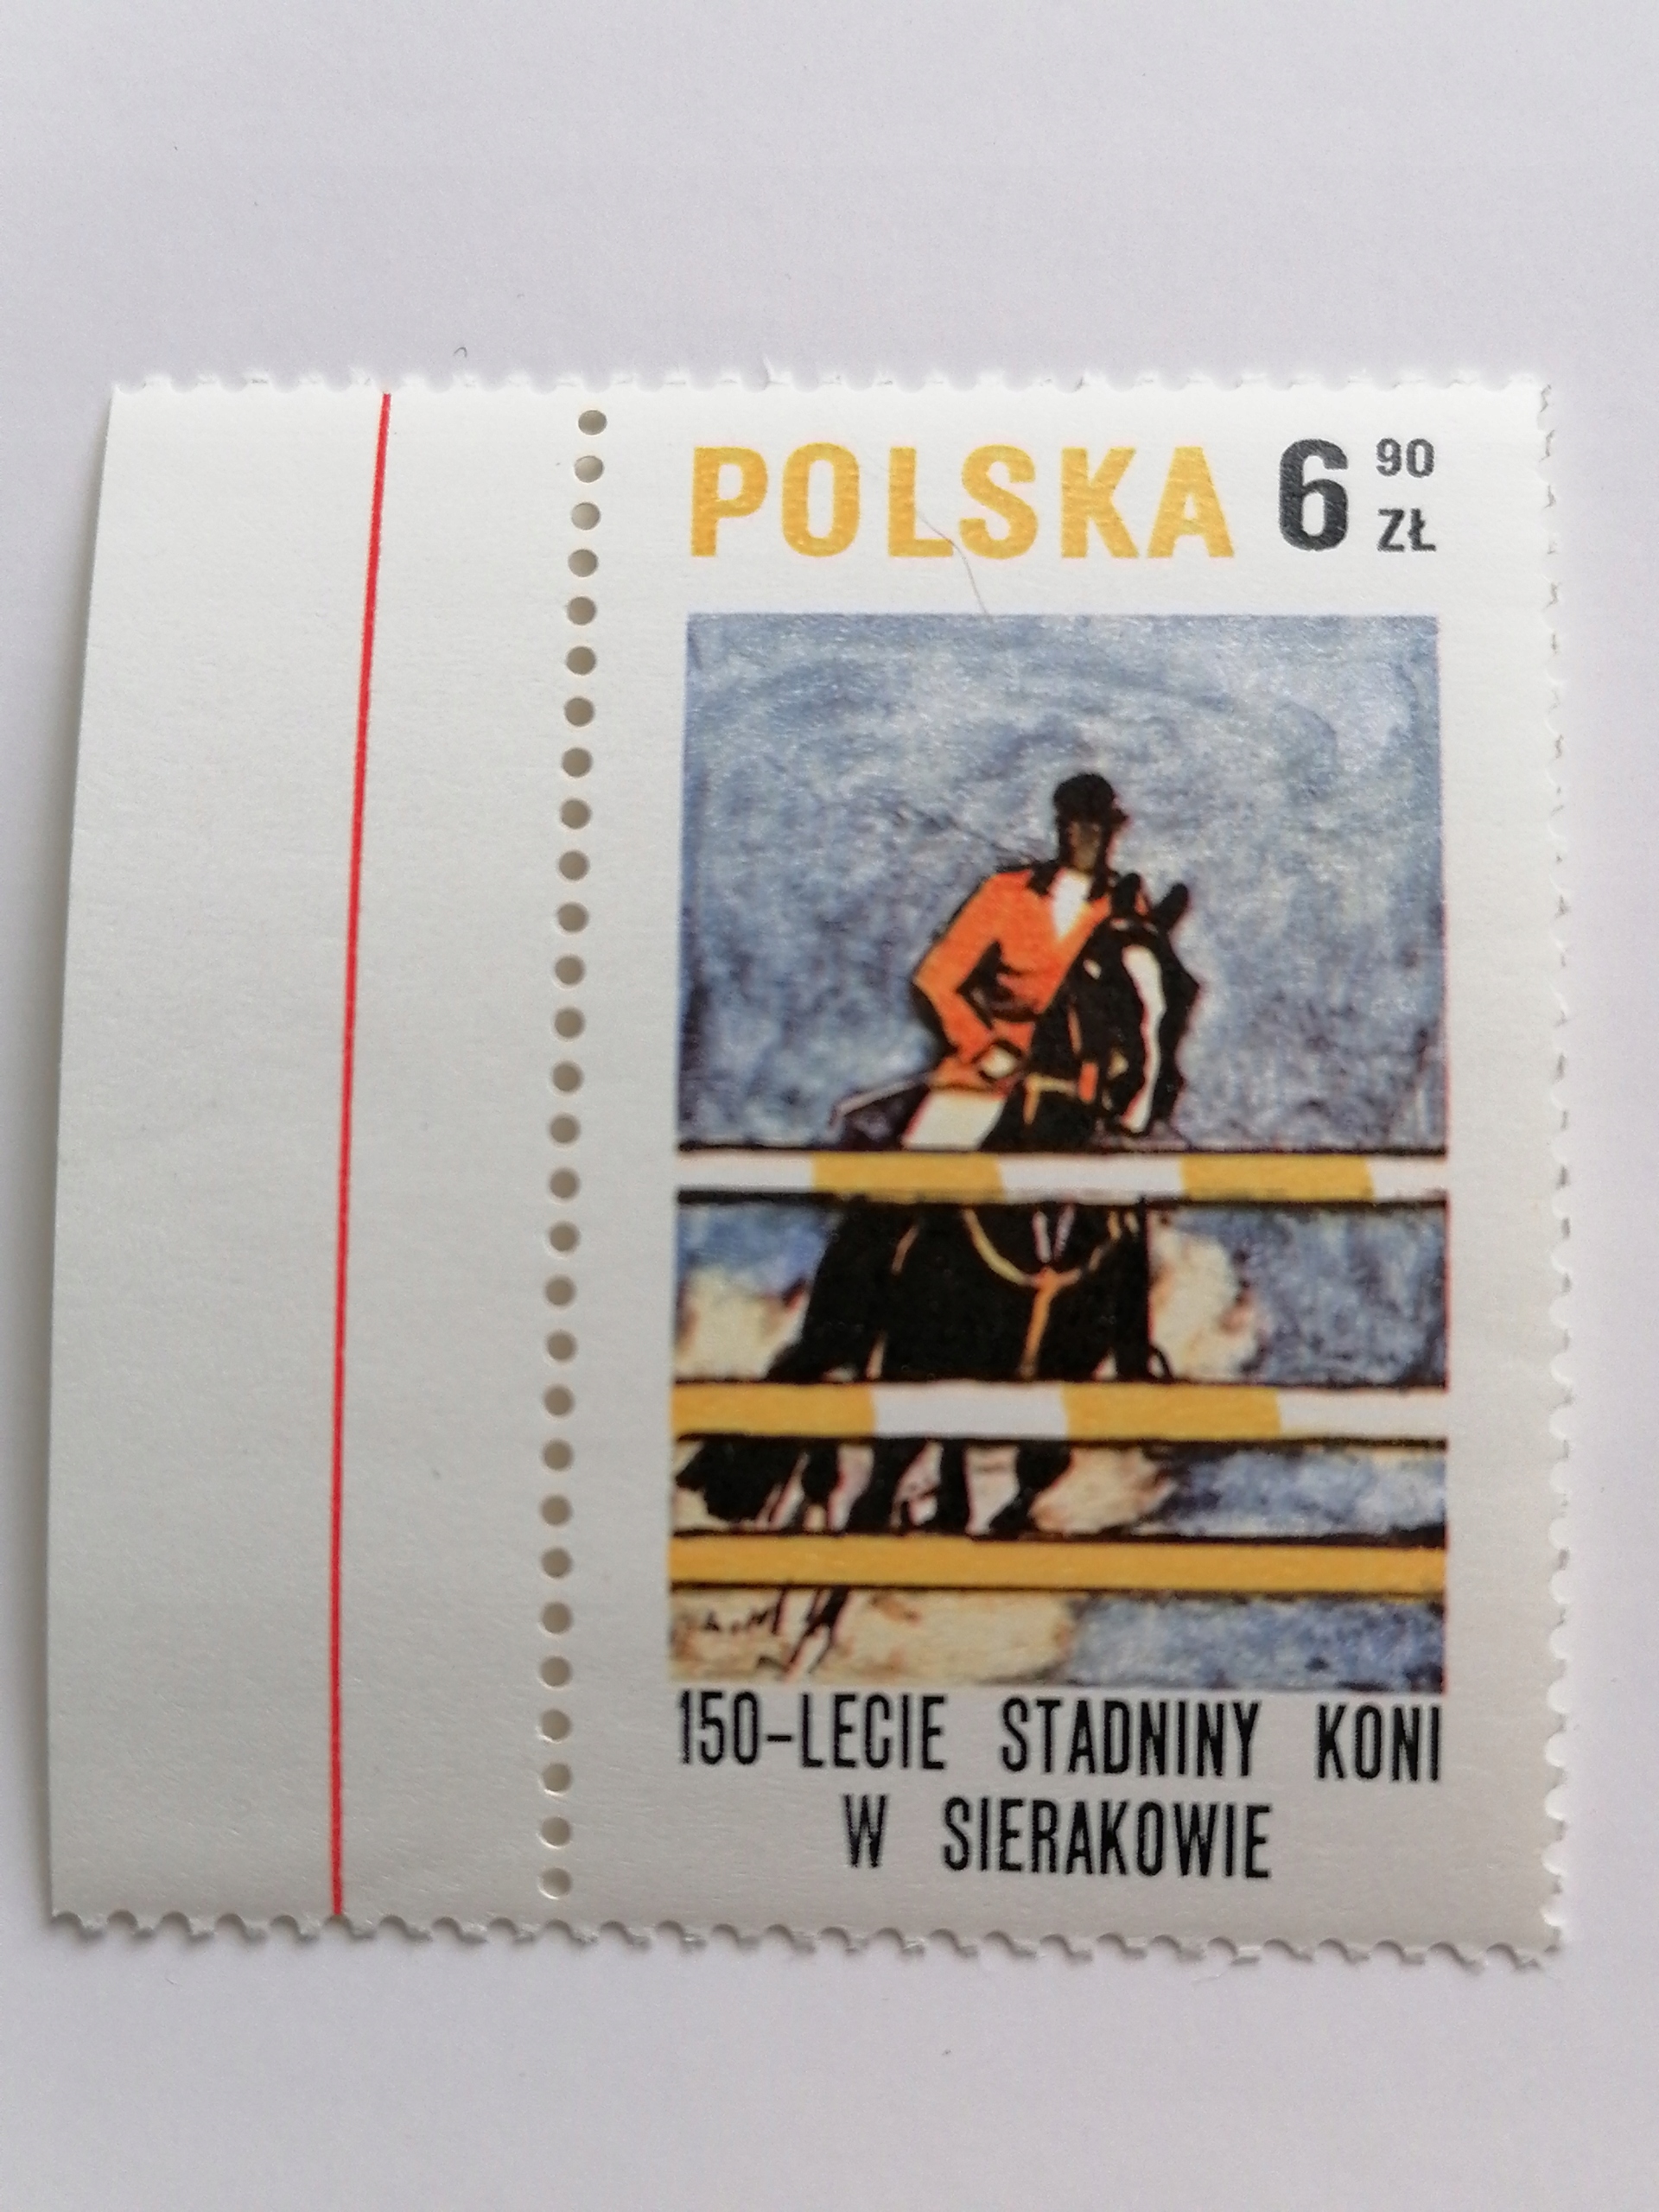 POLSKA 6 90 ZŁ
150-LECIE STADNINY KONI
W SIERAKOWIE